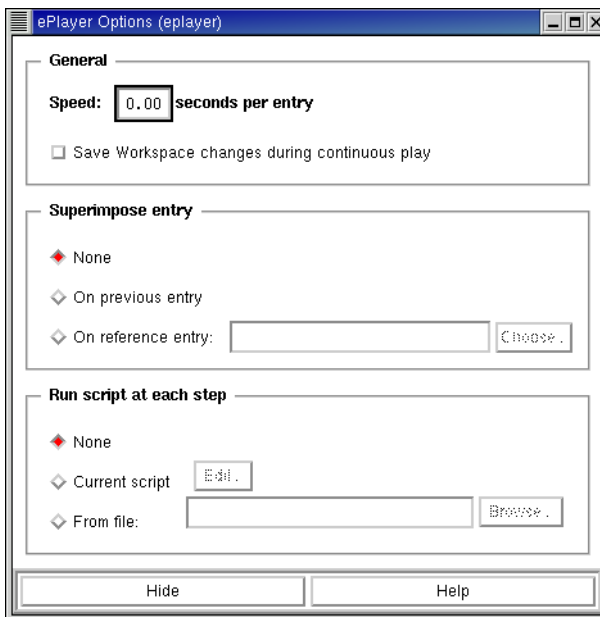 ePlayer Options (eplayer)
General
Speed: 0.00 seconds per entry
Save Workspace changes during continuous play
Superimpose entry
None
On previous entry
On reference entry: Choose.
Run script at each step
None
Current script Edit.
From file: Browse.
Hide Help